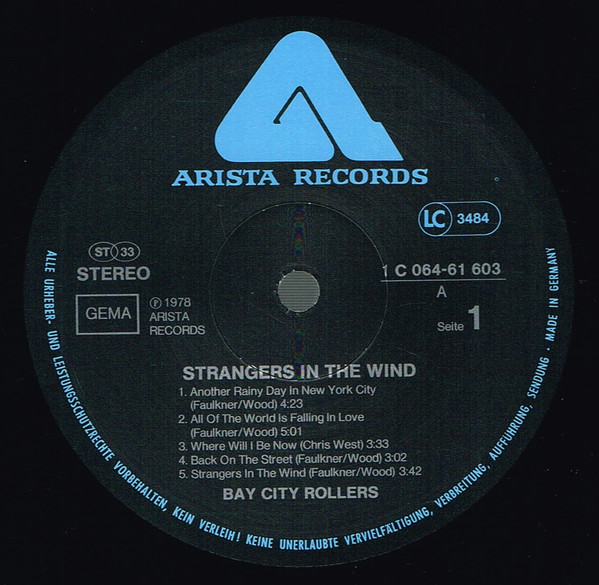 ARISTA RECORDS
LC 3484
ST 33
STEREO
1 C 064-61 603
A
GEMA
℗ 1978
ARISTA
RECORDS
Seite 1
STRANGERS IN THE WIND
1. Another Rainy Day In New York City
(Faulkner/Wood) 4:23
2. All Of The World Is Falling In Love
(Faulkner/Wood) 5:01
3. Where Will I Be Now (Chris West) 3:33
4. Back On The Street (Faulkner/Wood) 3:02
5. Strangers In The Wind (Faulkner/Wood) 3:42
BAY CITY ROLLERS
ALLE URHEBER- UND LEISTUNGSSCHUTZRECHTE VORBEHALTEN, KEIN VERLEIH! KEINE UNERLAUBTE VERVIELFÄLTIGUNG, VERBREITUNG, AUFFÜHRUNG, SENDUNG · MADE IN GERMANY